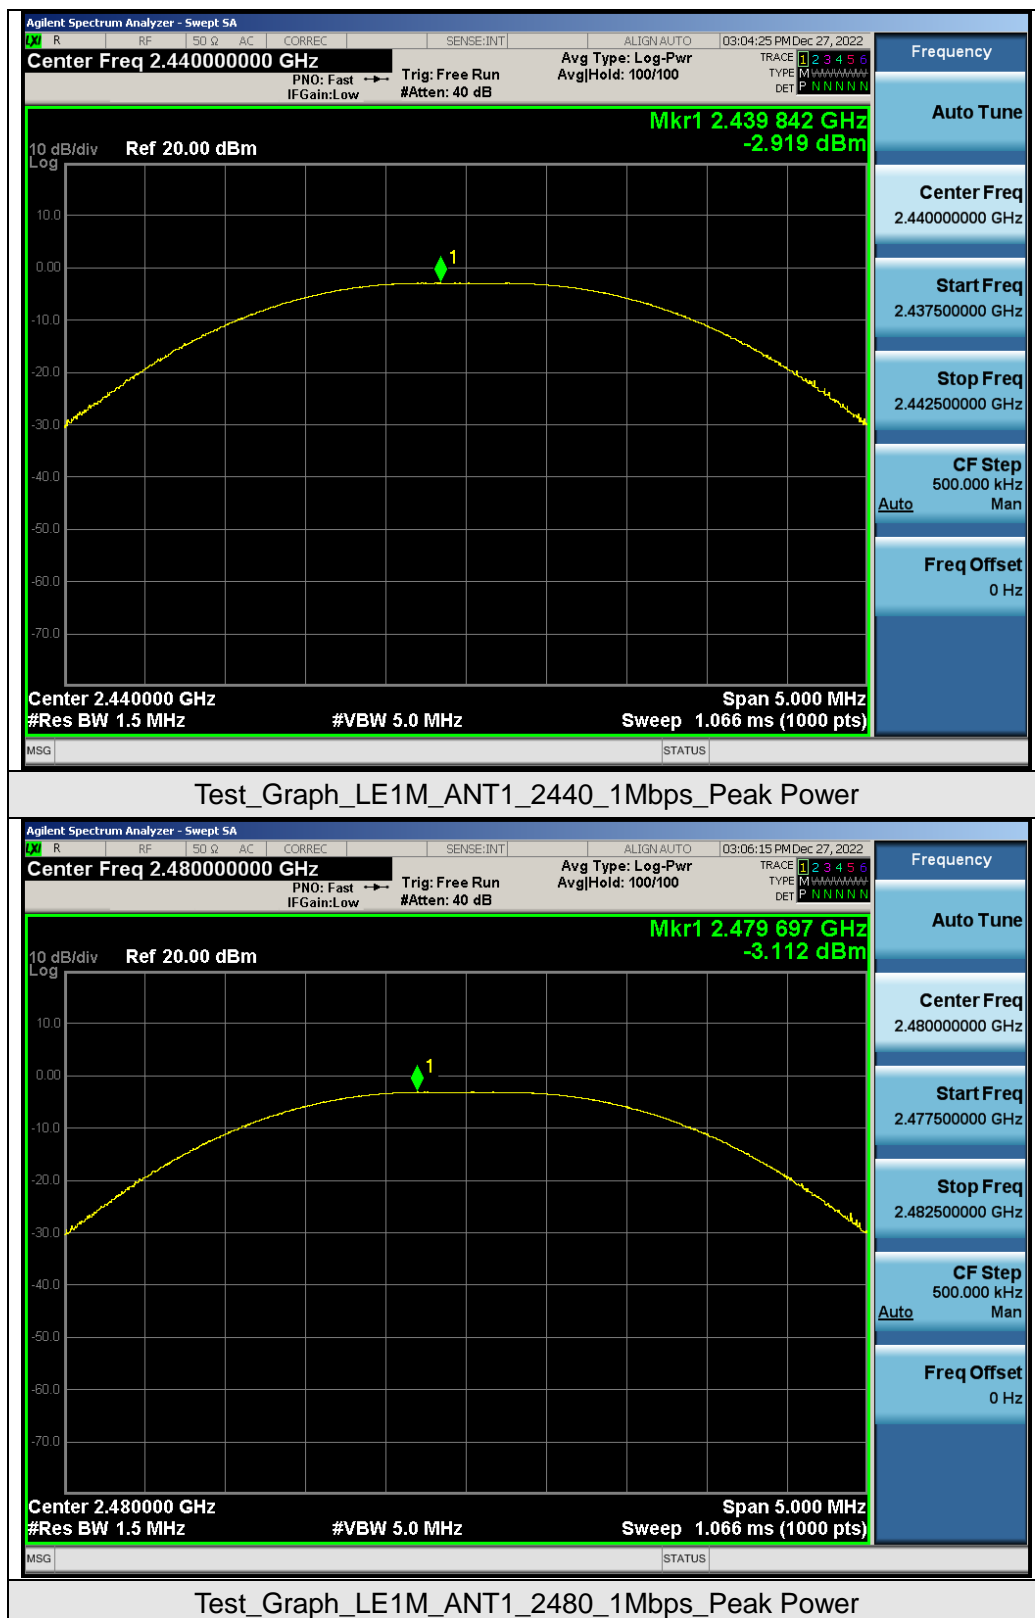 Agilent Spectrum Analyzer - Swept SA
LXI R RF 50 Ω AC CORREC SENSE:INT ALIGN AUTO 03:04:25 PM Dec 27, 2022
Center Freq 2.440000000 GHz
PNO: Fast
IFGain:Low
Trig: Free Run
#Atten: 40 dB
Avg Type: Log-Pwr
Avg|Hold: 100/100
TRACE 1 2 3 4 5 6
TYPE M WWWWW
DET P N N N N N
Mkr1 2.439 842 GHz
-2.919 dBm
10 dB/div Ref 20.00 dBm
Log
10.0
0.00
1
-10.0
-20.0
-30.0
-40.0
-50.0
-60.0
-70.0
Center 2.440000 GHz Span 5.000 MHz
#Res BW 1.5 MHz #VBW 5.0 MHz Sweep 1.066 ms (1000 pts)
MSG STATUS
Frequency
Auto Tune
Center Freq
2.440000000 GHz
Start Freq
2.437500000 GHz
Stop Freq
2.442500000 GHz
CF Step
500.000 kHz
Auto Man
Freq Offset
0 Hz
Test_Graph_LE1M_ANT1_2440_1Mbps_Peak Power
Agilent Spectrum Analyzer - Swept SA
LXI R RF 50 Ω AC CORREC SENSE:INT ALIGN AUTO 03:06:15 PM Dec 27, 2022
Center Freq 2.480000000 GHz
PNO: Fast
IFGain:Low
Trig: Free Run
#Atten: 40 dB
Avg Type: Log-Pwr
Avg|Hold: 100/100
TRACE 1 2 3 4 5 6
TYPE M WWWWW
DET P N N N N N
Mkr1 2.479 697 GHz
-3.112 dBm
10 dB/div Ref 20.00 dBm
Log
10.0
0.00
1
-10.0
-20.0
-30.0
-40.0
-50.0
-60.0
-70.0
Center 2.480000 GHz Span 5.000 MHz
#Res BW 1.5 MHz #VBW 5.0 MHz Sweep 1.066 ms (1000 pts)
MSG STATUS
Frequency
Auto Tune
Center Freq
2.480000000 GHz
Start Freq
2.477500000 GHz
Stop Freq
2.482500000 GHz
CF Step
500.000 kHz
Auto Man
Freq Offset
0 Hz
Test_Graph_LE1M_ANT1_2480_1Mbps_Peak Power